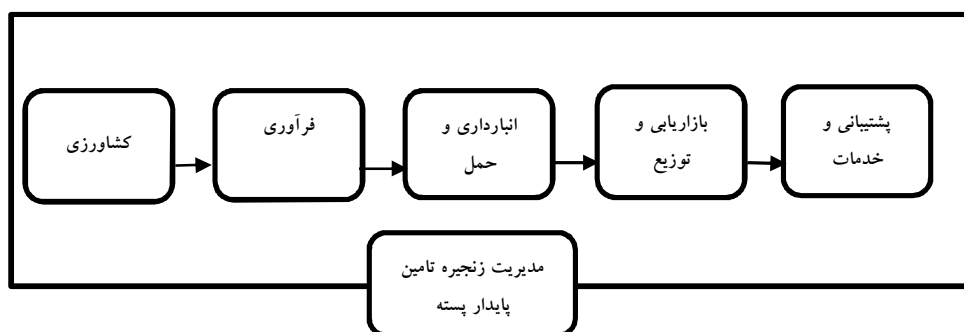 کشاورزی
فرآوری
انبارداری و
حمل
بازاریابی و
توزیع
پشتیبانی و
خدمات
مدیریت زنجیره تامین
پایدار پسته